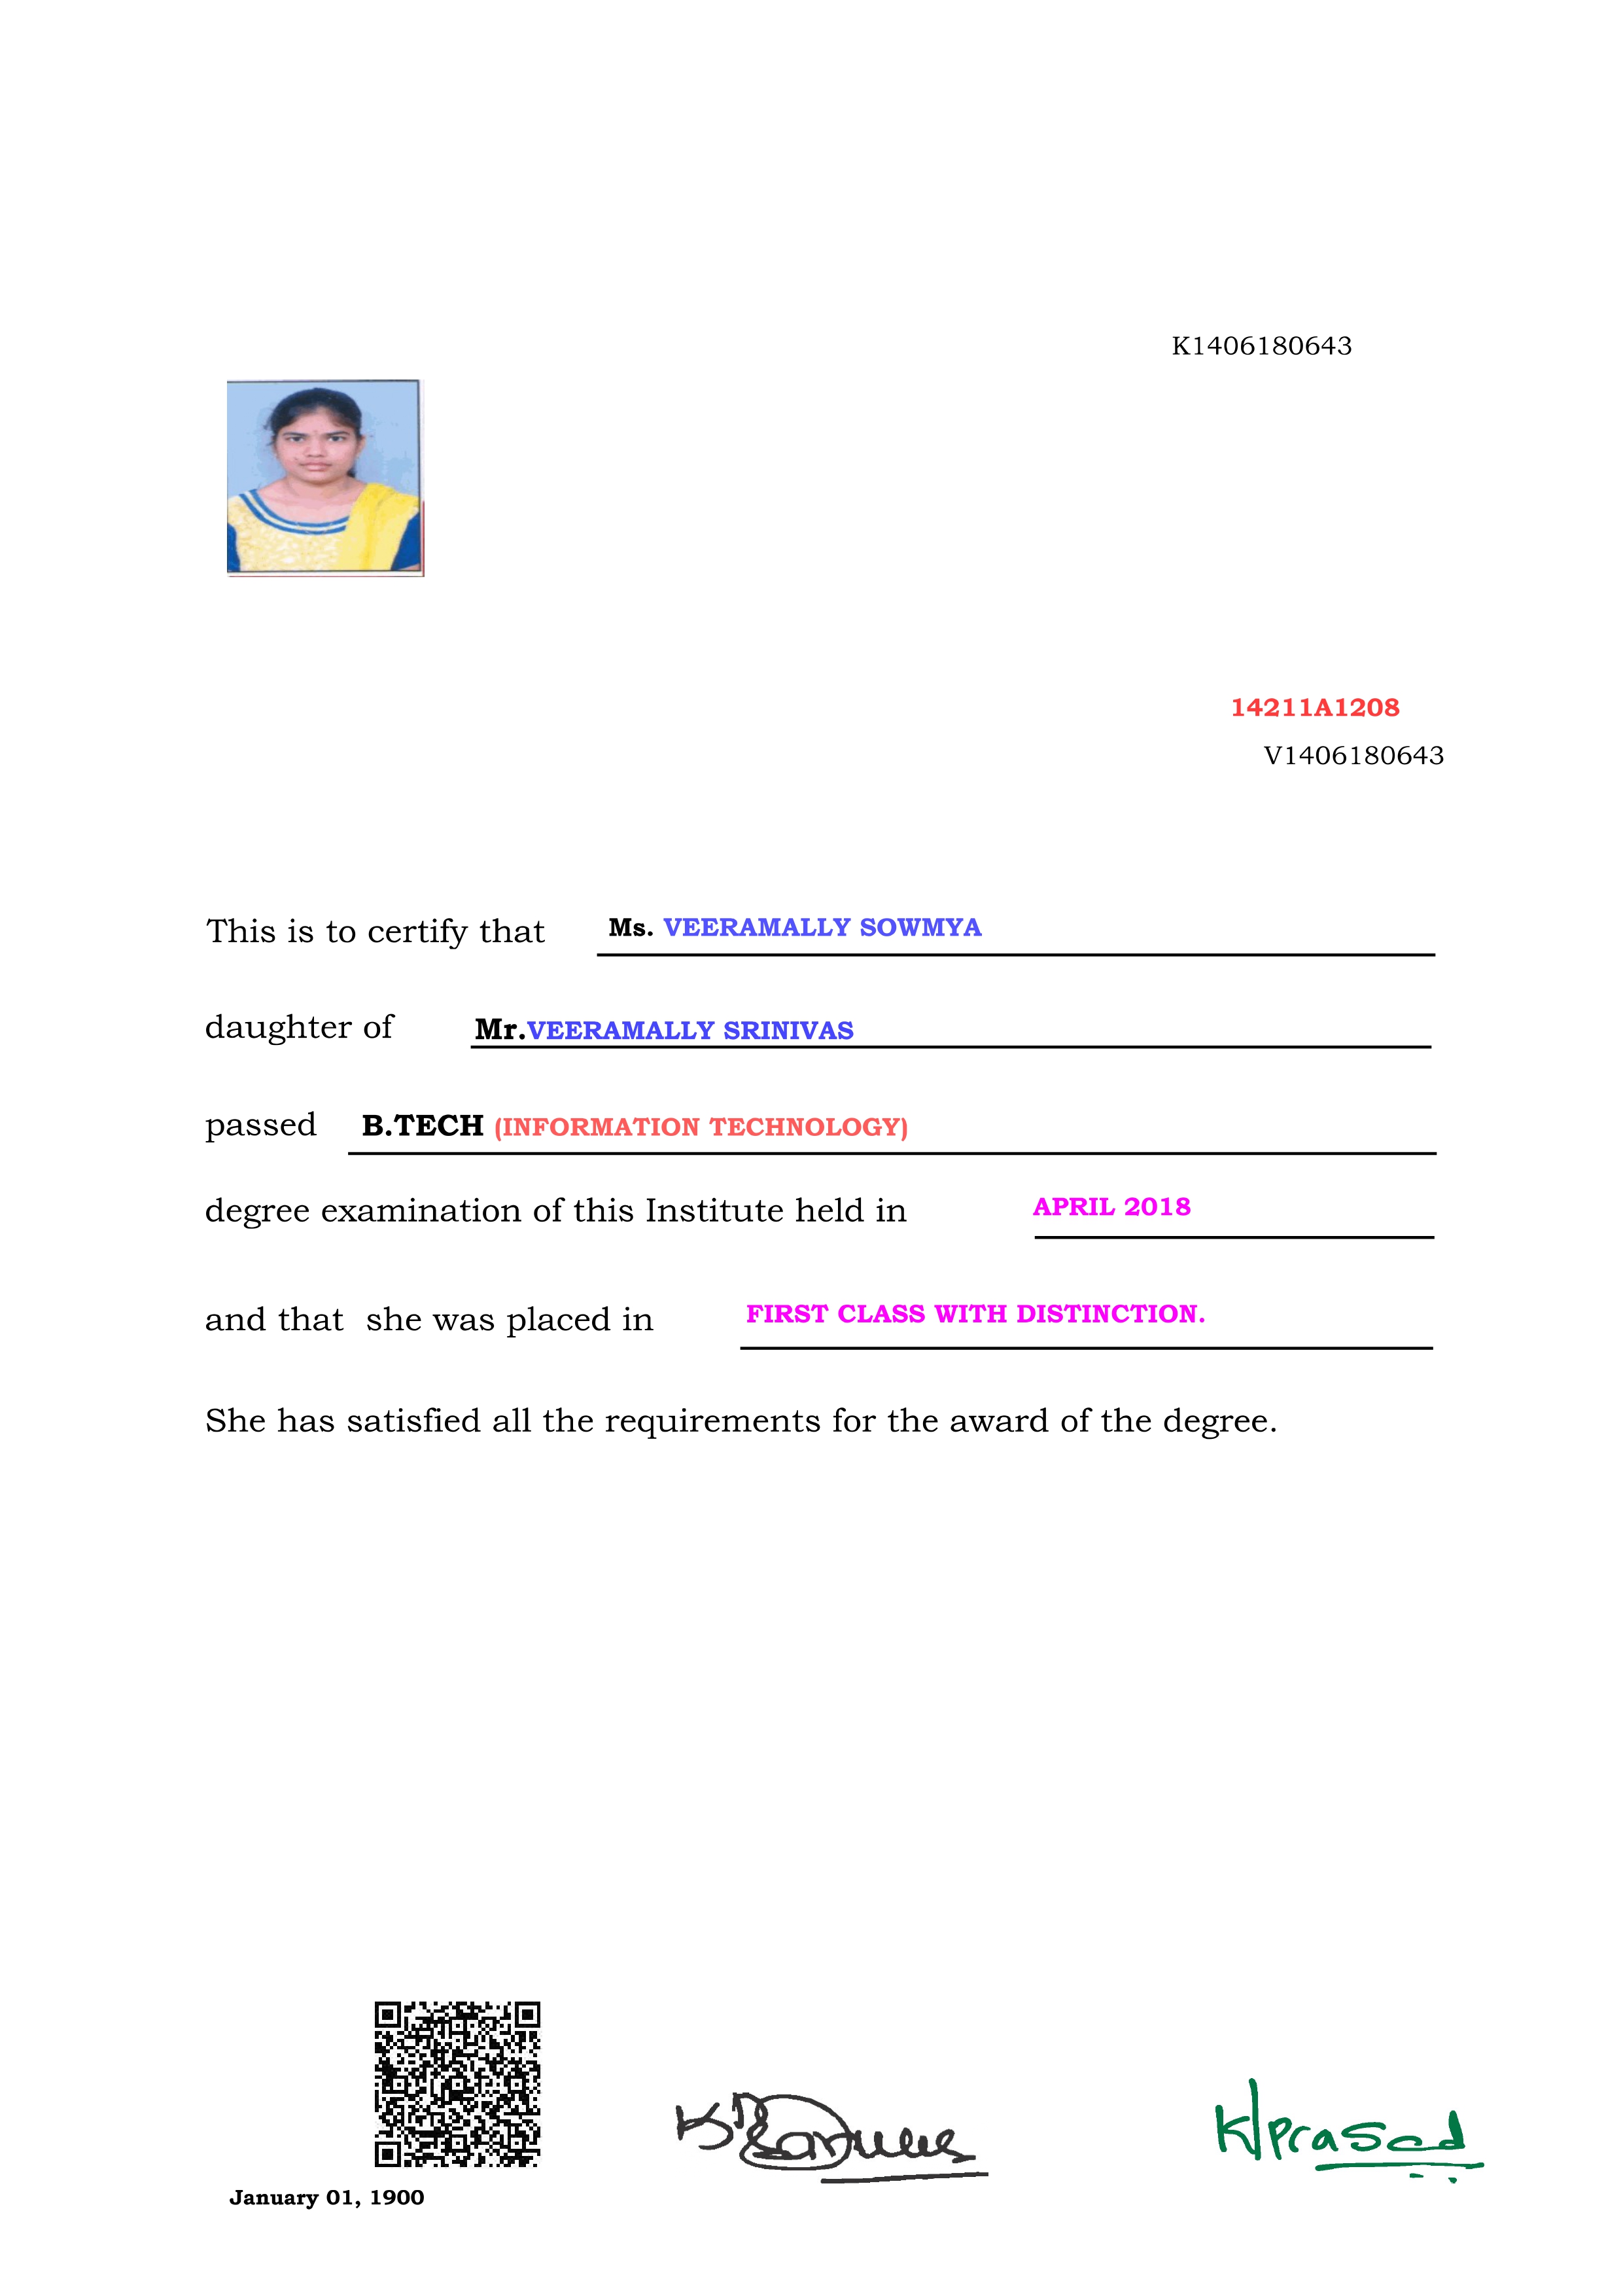 K1406180643
14211A1208
V1406180643
This is to certify that Ms. VEERAMALLY SOWMYA
daughter of Mr.VEERAMALLY SRINIVAS
passed B.TECH (INFORMATION TECHNOLOGY)
degree examination of this Institute held in APRIL 2018
and that she was placed in FIRST CLASS WITH DISTINCTION.
She has satisfied all the requirements for the award of the degree.
K/prasad
January 01, 1900